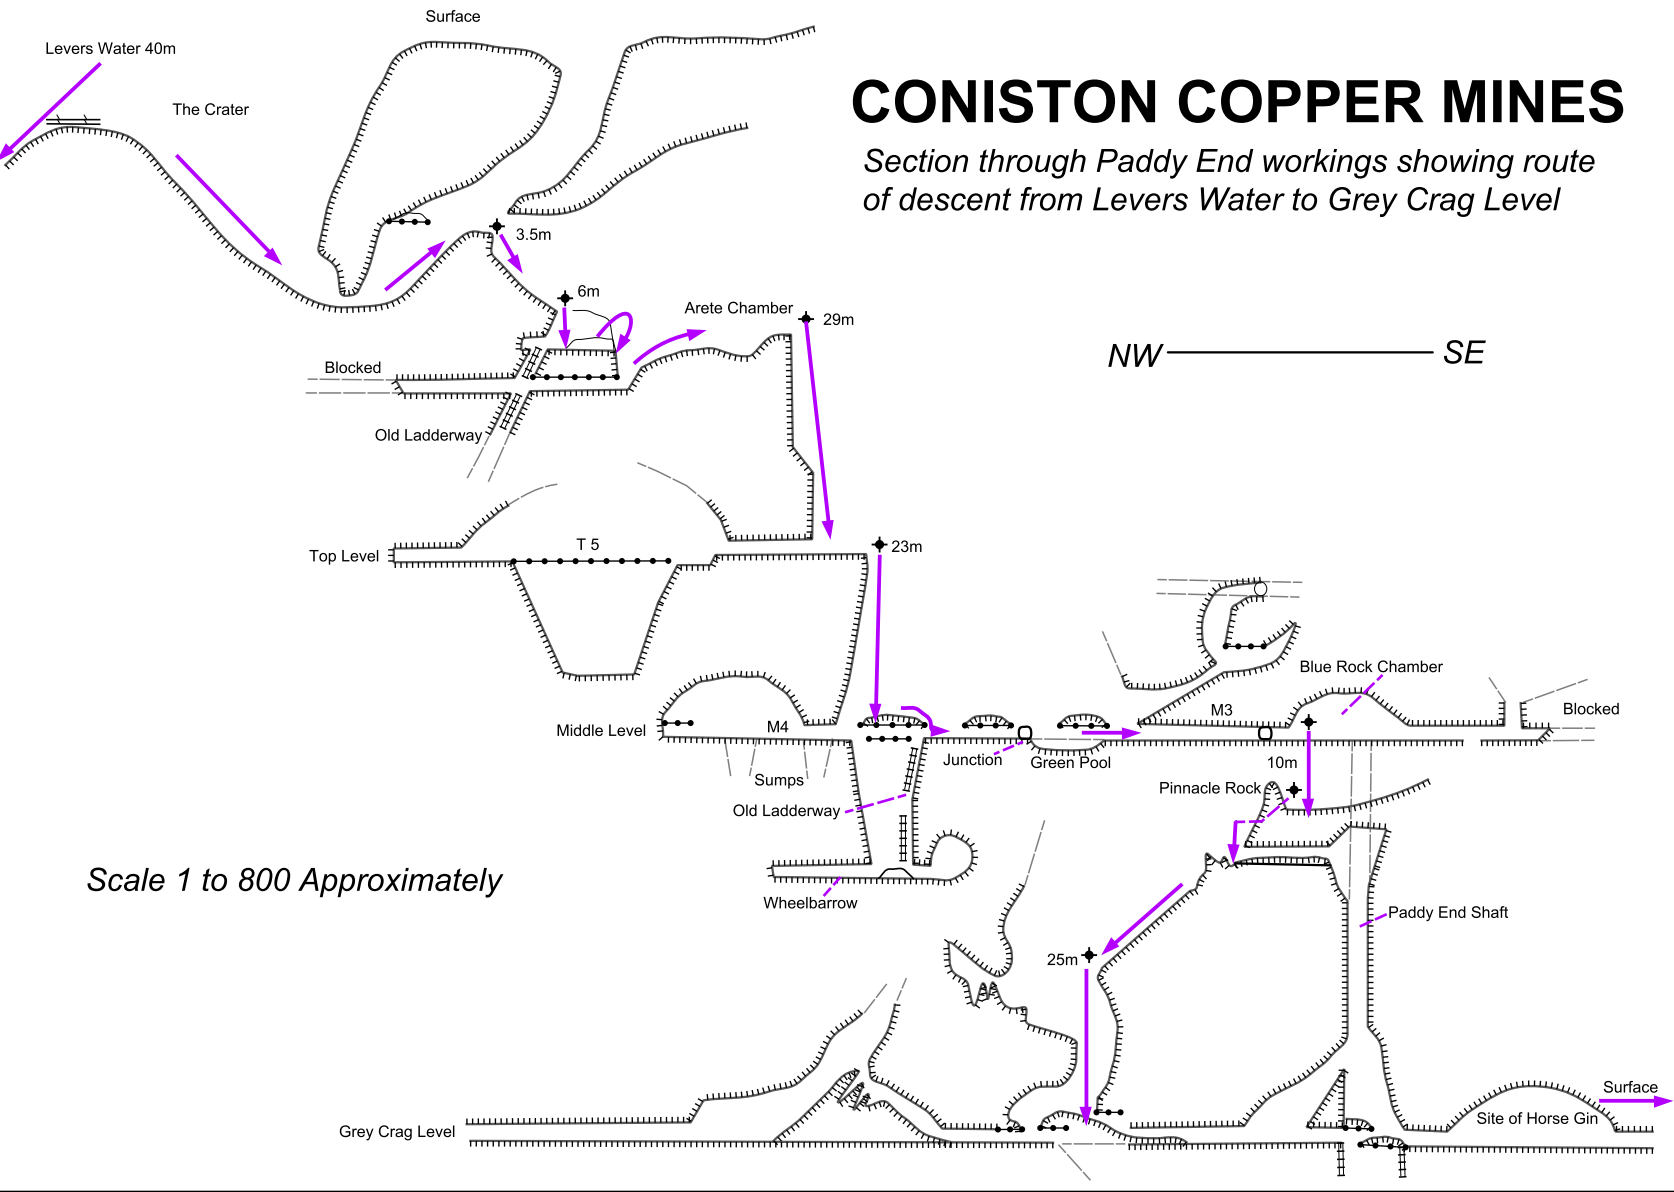 Surface
Levers Water 40m
The Crater
CONISTON COPPER MINES
Section through Paddy End workings showing route
of descent from Levers Water to Grey Crag Level
3.5m
6m
Arete Chamber
29m
NW
SE
Blocked
Old Ladderway
T 5
23m
Top Level
Blue Rock Chamber
M3
Blocked
Middle Level
M4
Junction
Green Pool
10m
Sumps
Pinnacle Rock
Old Ladderway
Scale 1 to 800 Approximately
Wheelbarrow
Paddy End Shaft
25m
Surface
Site of Horse Gin
Grey Crag Level